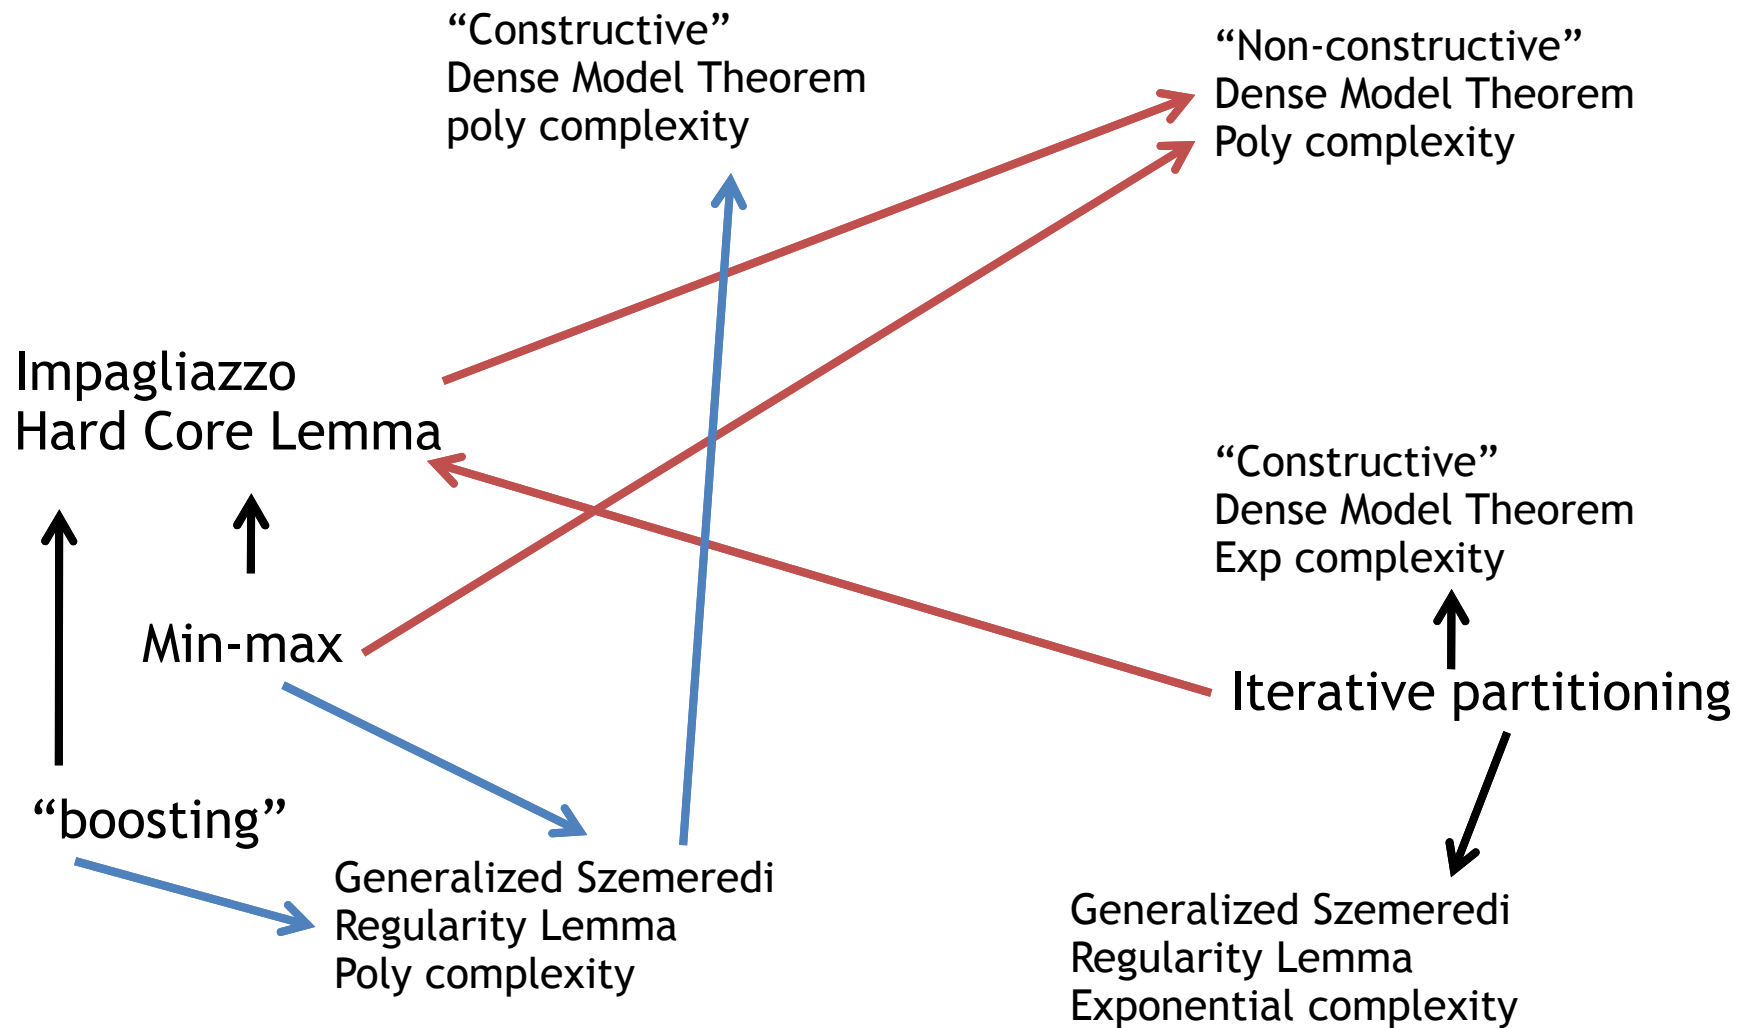 “Constructive”
Dense Model Theorem
poly complexity
“Non-constructive”
Dense Model Theorem
Poly complexity
Impagliazzo
Hard Core Lemma
“Constructive”
Dense Model Theorem
Exp complexity
Min-max
Iterative partitioning
“boosting”
Generalized Szemeredi
Regularity Lemma
Poly complexity
Generalized Szemeredi
Regularity Lemma
Exponential complexity